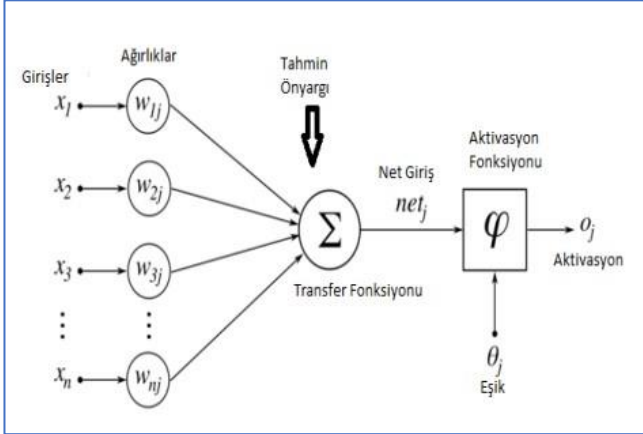 Girişler
Ağırlıklar
Tahmin
Önyargı
x1
w1j
x2
w2j
x3
w3j
⋮
⋮
xn
wnj
Σ
Transfer Fonksiyonu
Net Giriş
netj
Aktivasyon
Fonksiyonu
φ
oj
Aktivasyon
θj
Eşik